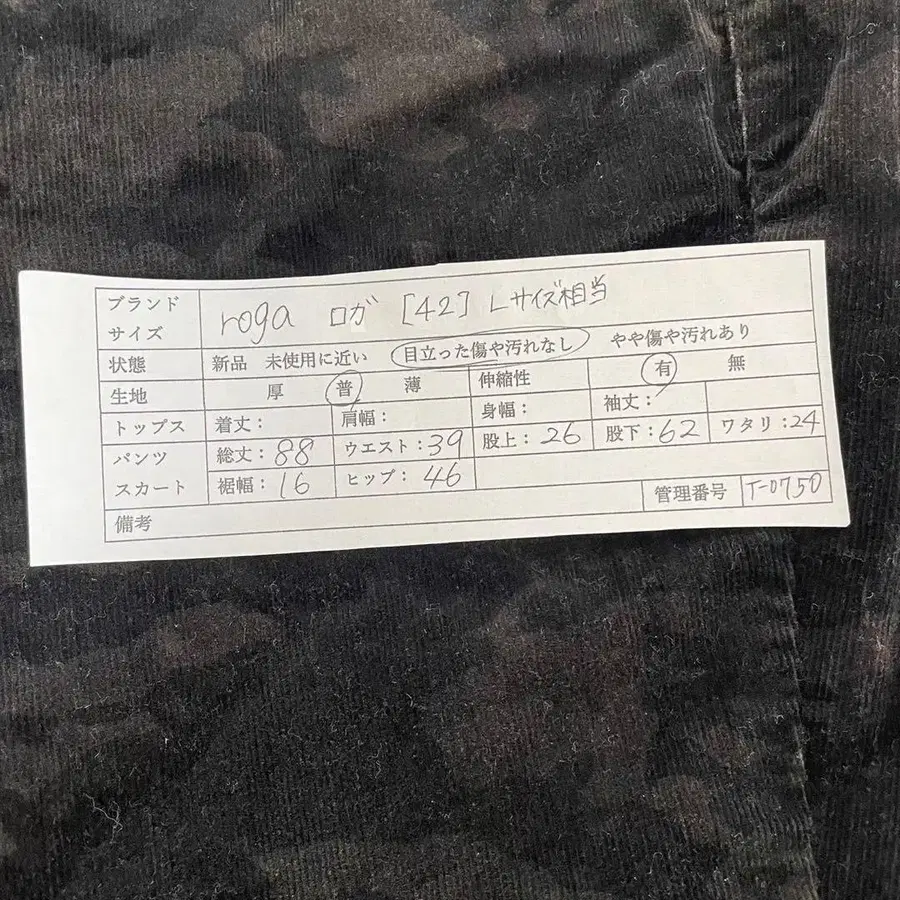 ブランド
サイズ
roga ロガ [42] Lサイズ相当
状態 新品 未使用に近い 目立った傷や汚れなし やや傷や汚れあり
生地 厚 普 薄 伸縮性 有 無
トップス 着丈: 肩幅: 身幅: 袖丈:
パンツ
スカート
総丈:88 ウエスト:39 股上:26 股下:62 ワタリ:24
裾幅:16 ヒップ:46
管理番号 T-0750
備考